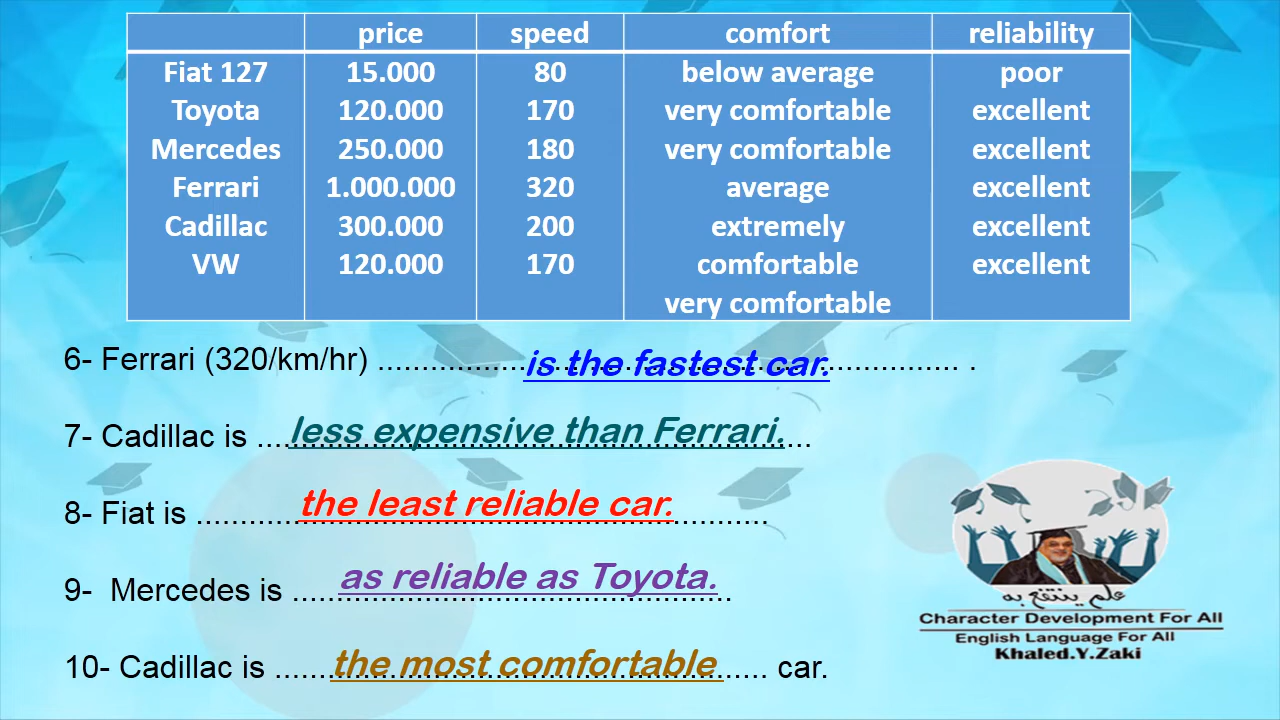 price speed comfort reliability
Fiat 127 15.000 80 below average poor
Toyota 120.000 170 very comfortable excellent
Mercedes 250.000 180 very comfortable excellent
Ferrari 1.000.000 320 average excellent
Cadillac 300.000 200 extremely excellent
VW 120.000 170 comfortable excellent
very comfortable
6- Ferrari (320/km/hr) .......... is the fastest car. .......... .
7- Cadillac is .... less expensive than Ferrari. ...
8- Fiat is .......... the least reliable car. ..........
9- Mercedes is ..... as reliable as Toyota. ..
10- Cadillac is ...... the most comfortable ..... car.
علم ينتفع به
Character Development For All
English Language For All
Khaled.Y.Zaki